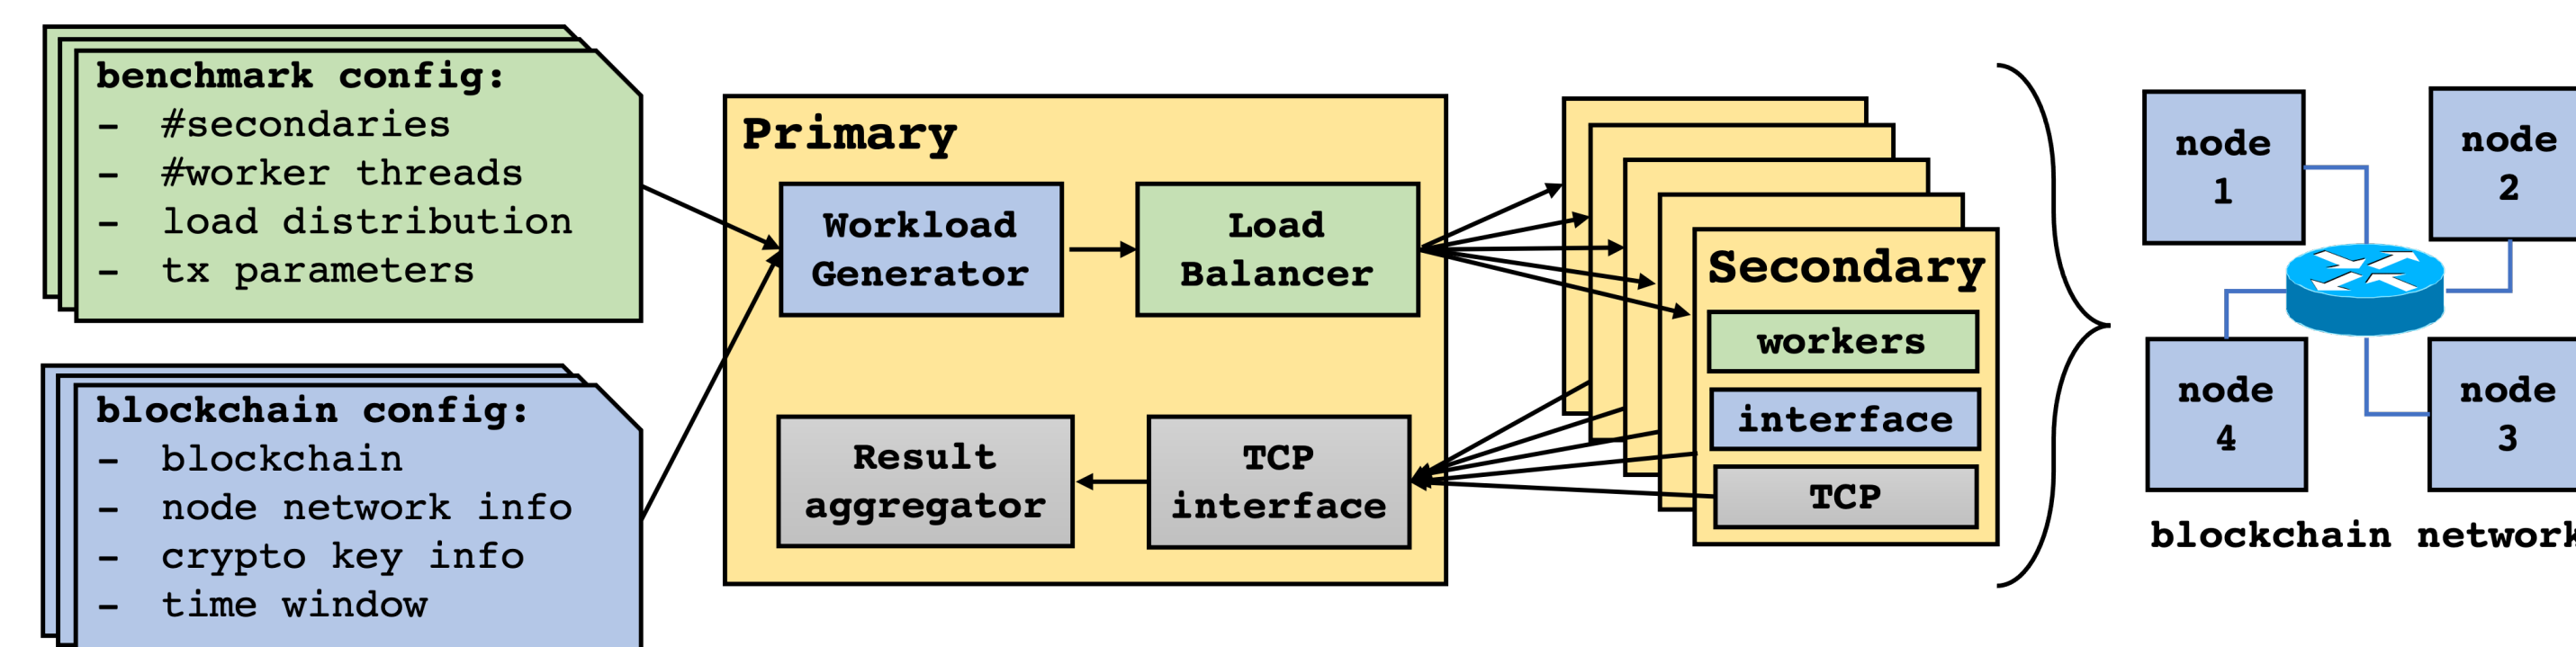 benchmark config:
- #secondaries
- #worker threads
- load distribution
- tx parameters
blockchain config:
- blockchain
- node network info
- crypto key info
- time window
Primary
Workload
Generator
Load
Balancer
Result
aggregator
TCP
interface
Secondary
workers
interface
TCP
node
1
node
2
node
4
node
3
blockchain network